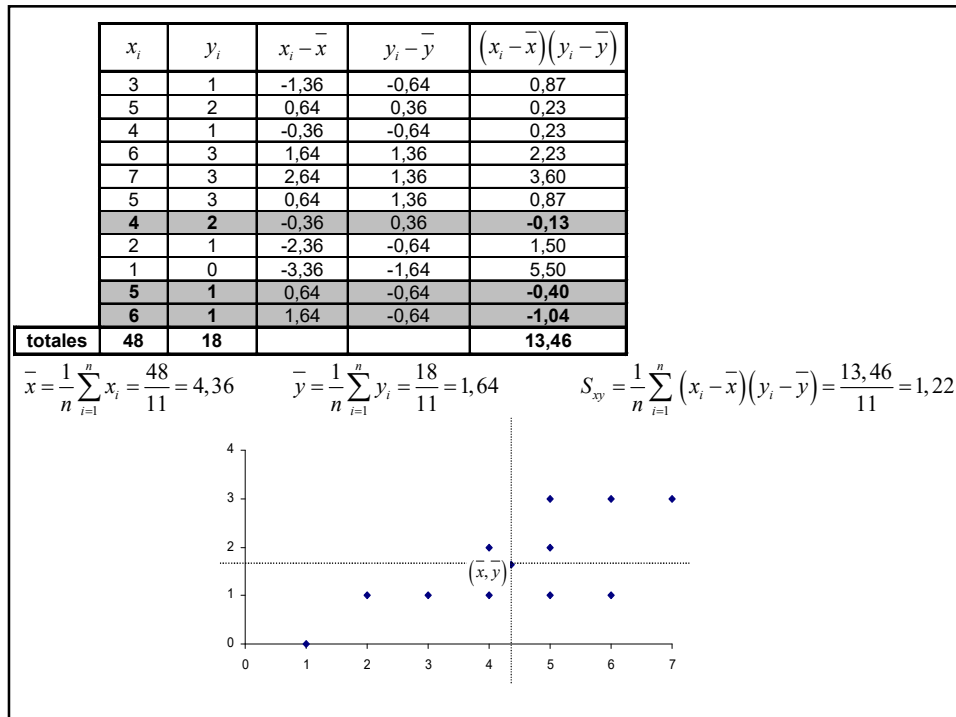 x_i y_i x_i − x̄ y_i − ȳ (x_i − x̄)(y_i − ȳ)
3 1 -1,36 -0,64 0,87
5 2 0,64 0,36 0,23
4 1 -0,36 -0,64 0,23
6 3 1,64 1,36 2,23
7 3 2,64 1,36 3,60
5 3 0,64 1,36 0,87
4 2 -0,36 0,36 -0,13
2 1 -2,36 -0,64 1,50
1 0 -3,36 -1,64 5,50
5 1 0,64 -0,64 -0,40
6 1 1,64 -0,64 -1,04
totales 48 18 13,46
x̄ = 1/n ∑_{i=1}^{n} x_i = 48/11 = 4,36 ȳ = 1/n ∑_{i=1}^{n} y_i = 18/11 = 1,64 S_xy = 1/n ∑_{i=1}^{n} (x_i − x̄)(y_i − ȳ) = 13,46/11 = 1,22
4
3
2
(x̄, ȳ)
1
0
0 1 2 3 4 5 6 7